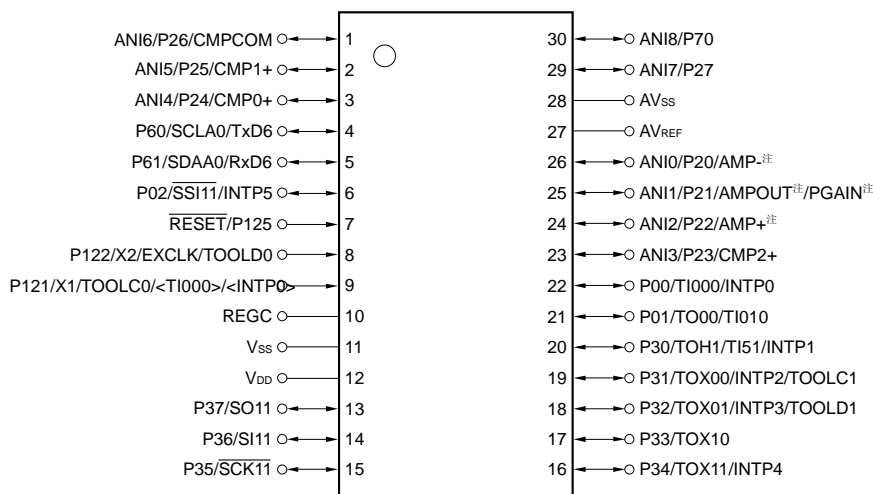 ANI6/P26/CMPCOM 1 30 ANI8/P70
ANI5/P25/CMP1+ 2 29 ANI7/P27
ANI4/P24/CMP0+ 3 28 AVSS
P60/SCLA0/TxD6 4 27 AVREF
P61/SDAA0/RxD6 5 26 ANI0/P20/AMP-注
P02/SSI11/INTP5 6 25 ANI1/P21/AMPOUT注/PGAIN注
RESET/P125 7 24 ANI2/P22/AMP+注
P122/X2/EXCLK/TOOLD0 8 23 ANI3/P23/CMP2+
P121/X1/TOOLC0/<TI000>/<INTP0> 9 22 P00/TI000/INTP0
REGC 10 21 P01/TO00/TI010
VSS 11 20 P30/TOH1/TI51/INTP1
VDD 12 19 P31/TOX00/INTP2/TOOLC1
P37/SO11 13 18 P32/TOX01/INTP3/TOOLD1
P36/SI11 14 17 P33/TOX10
P35/SCK11 15 16 P34/TOX11/INTP4